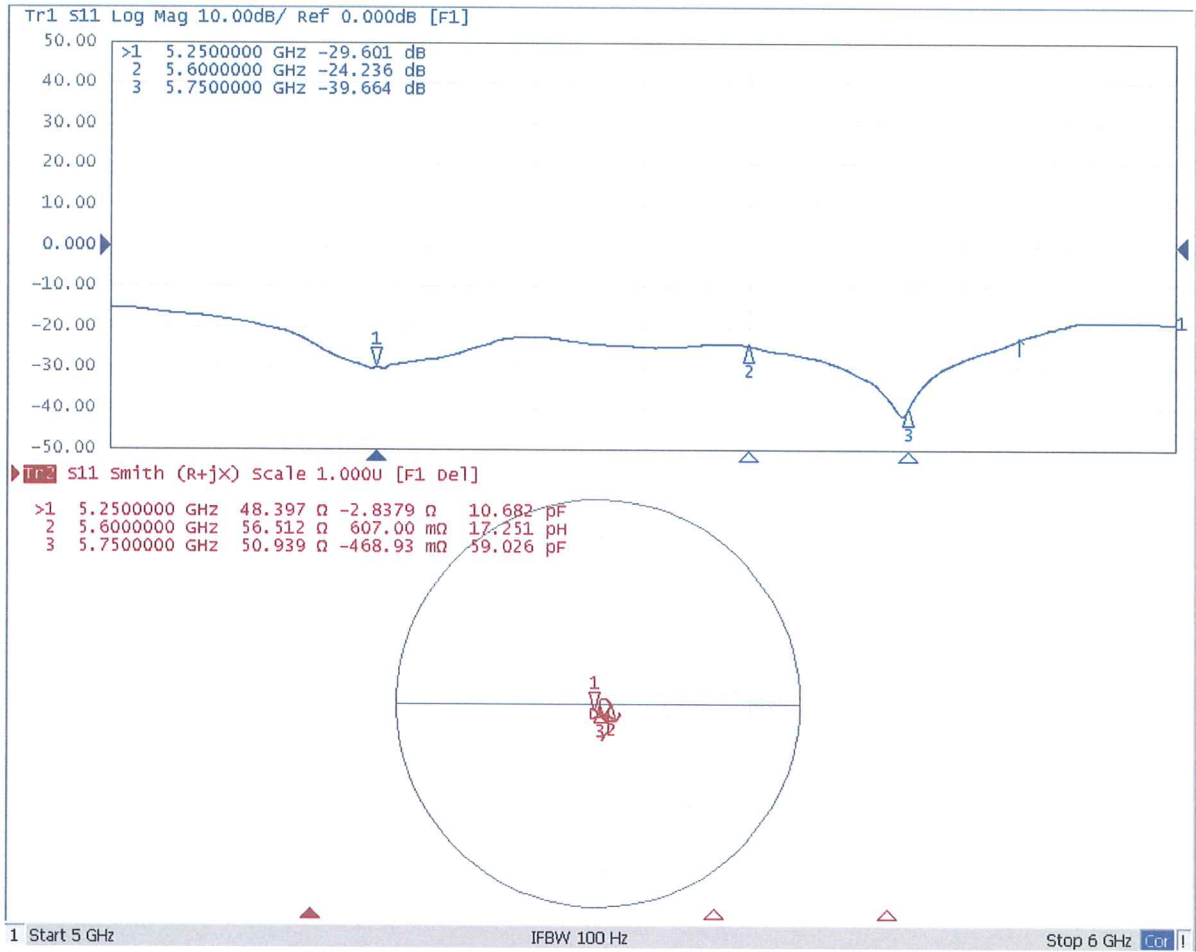 Tr1 S11 Log Mag 10.00dB/ Ref 0.000dB [F1]
50.00
>1 5.2500000 GHz -29.601 dB
2 5.6000000 GHz -24.236 dB
40.00
3 5.7500000 GHz -39.664 dB
30.00
20.00
10.00
0.000
-10.00
-20.00
1
1
-30.00
2
-40.00
3
-50.00
Tr2 S11 Smith (R+jX) Scale 1.000U [F1 Del]
>1 5.2500000 GHz 48.397 Ω -2.8379 Ω 10.682 pF
2 5.6000000 GHz 56.512 Ω 607.00 mΩ 17.251 pH
3 5.7500000 GHz 50.939 Ω -468.93 mΩ 59.026 pF
1
32
1 Start 5 GHz IFBW 100 Hz Stop 6 GHz Cor !